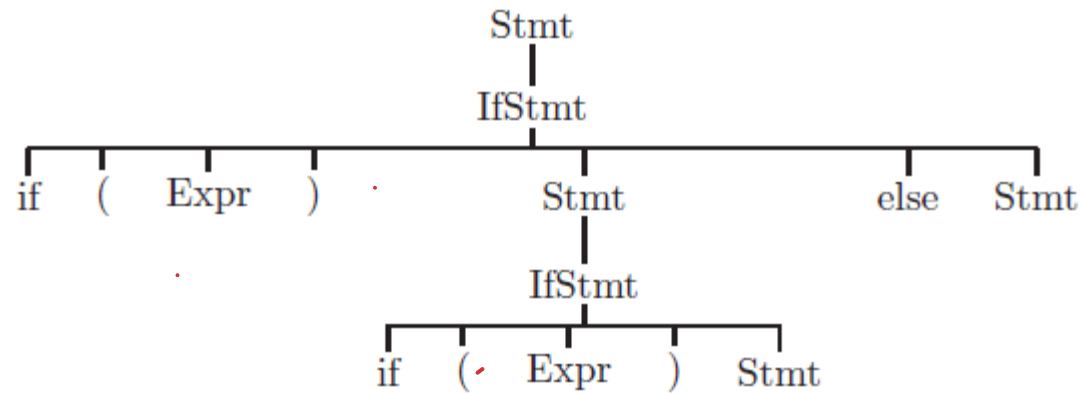 Stmt
IfStmt
if ( Expr ) Stmt else Stmt
IfStmt
if ( Expr ) Stmt